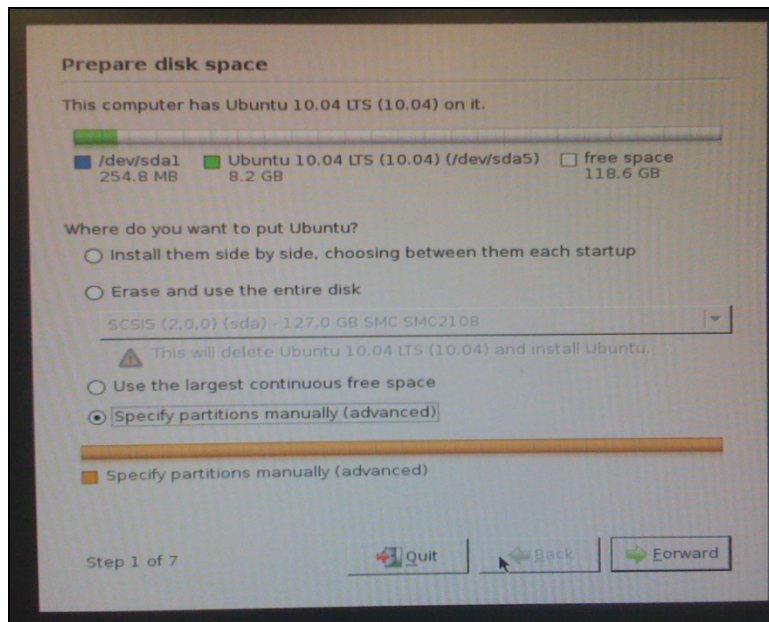 Prepare disk space
This computer has Ubuntu 10.04 LTS (10.04) on it.
/dev/sda1 Ubuntu 10.04 LTS (10.04) (/dev/sda5) free space
254.8 MB 8.2 GB 118.6 GB
Where do you want to put Ubuntu?
Install them side by side, choosing between them each startup
Erase and use the entire disk
SCSI5 (2,0,0) (sda) - 127.0 GB SMC SMC2108
This will delete Ubuntu 10.04 LTS (10.04) and install Ubuntu.
Use the largest continuous free space
Specify partitions manually (advanced)
Specify partitions manually (advanced)
Step 1 of 7 Quit Back Forward